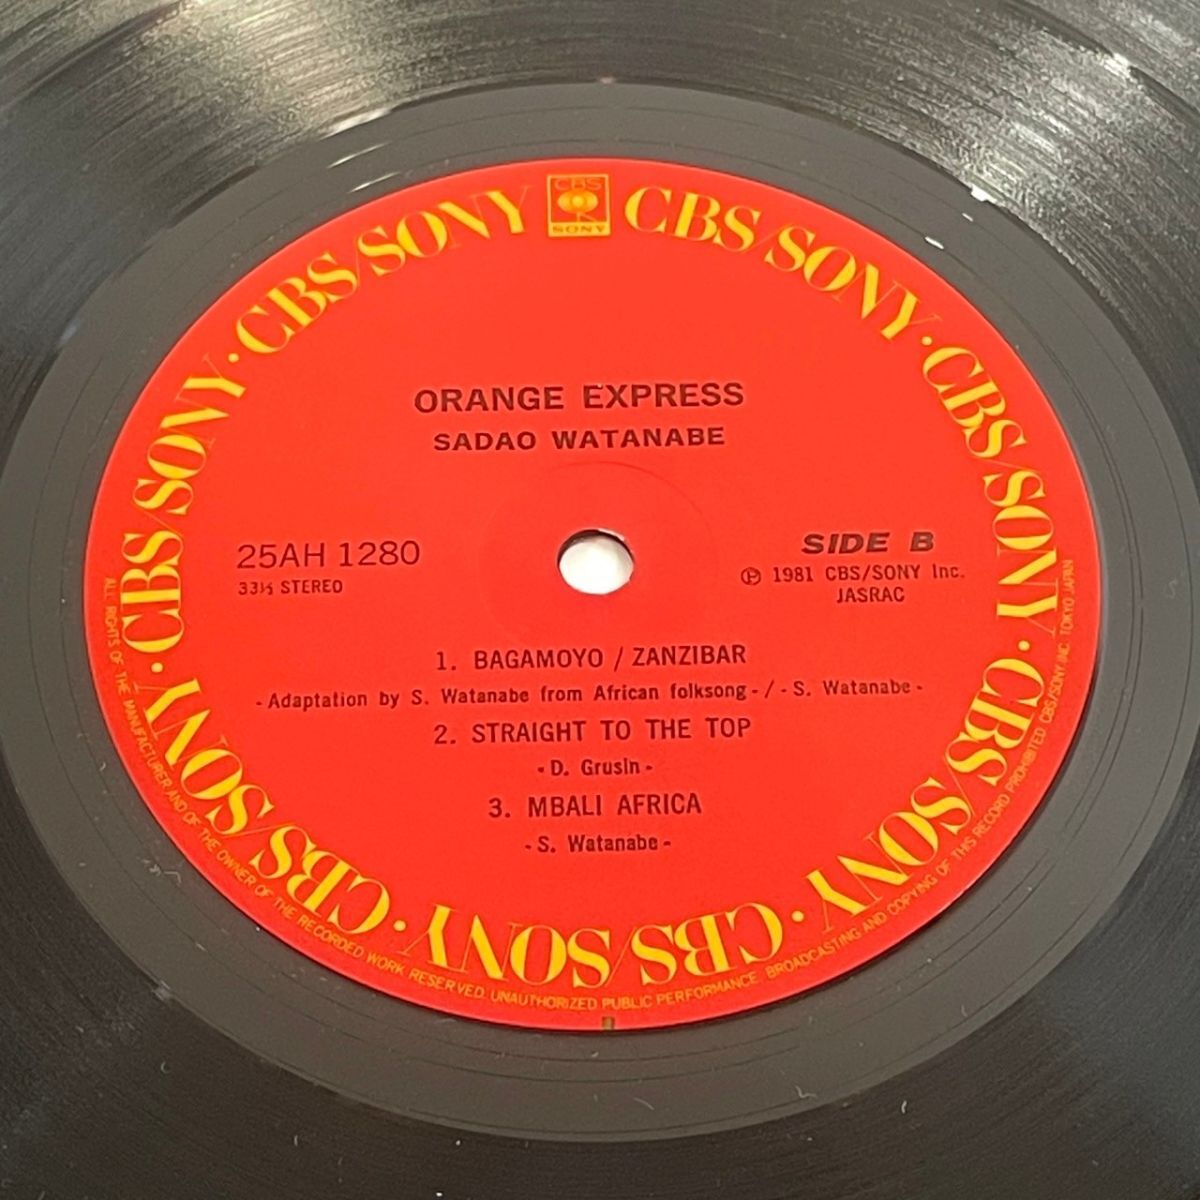 CBS
SONY
CBS/SONY · CBS/SONY · CBS/SONY · CBS/SONY · CBS/SONY · CBS/SONY · CBS/SONY · CBS/SONY
ORANGE EXPRESS
SADAO WATANABE
25AH 1280
33⅓ STEREO
SIDE B
Ⓟ 1981 CBS/SONY Inc.
JASRAC
1. BAGAMOYO / ZANZIBAR
- Adaptation by S. Watanabe from African folksong - / - S. Watanabe -
2. STRAIGHT TO THE TOP
- D. Grusin -
3. MBALI AFRICA
- S. Watanabe -
ALL RIGHTS OF THE MANUFACTURER AND OF THE OWNER OF THE RECORDED WORK RESERVED. UNAUTHORIZED PUBLIC PERFORMANCE, BROADCASTING AND COPYING OF THIS RECORD PROHIBITED CBS/SONY INC. TOKYO JAPAN